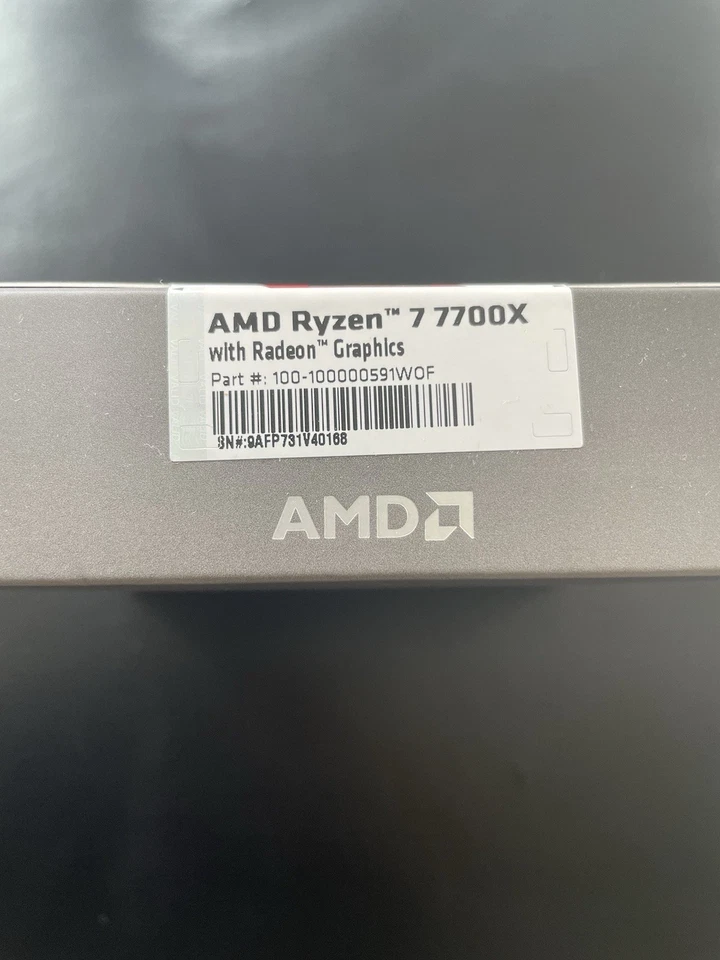 AMD Ryzen™ 7 7700X
with Radeon™ Graphics
Part #: 100-100000591WOF
SN#:9AFP731V40168
AMD